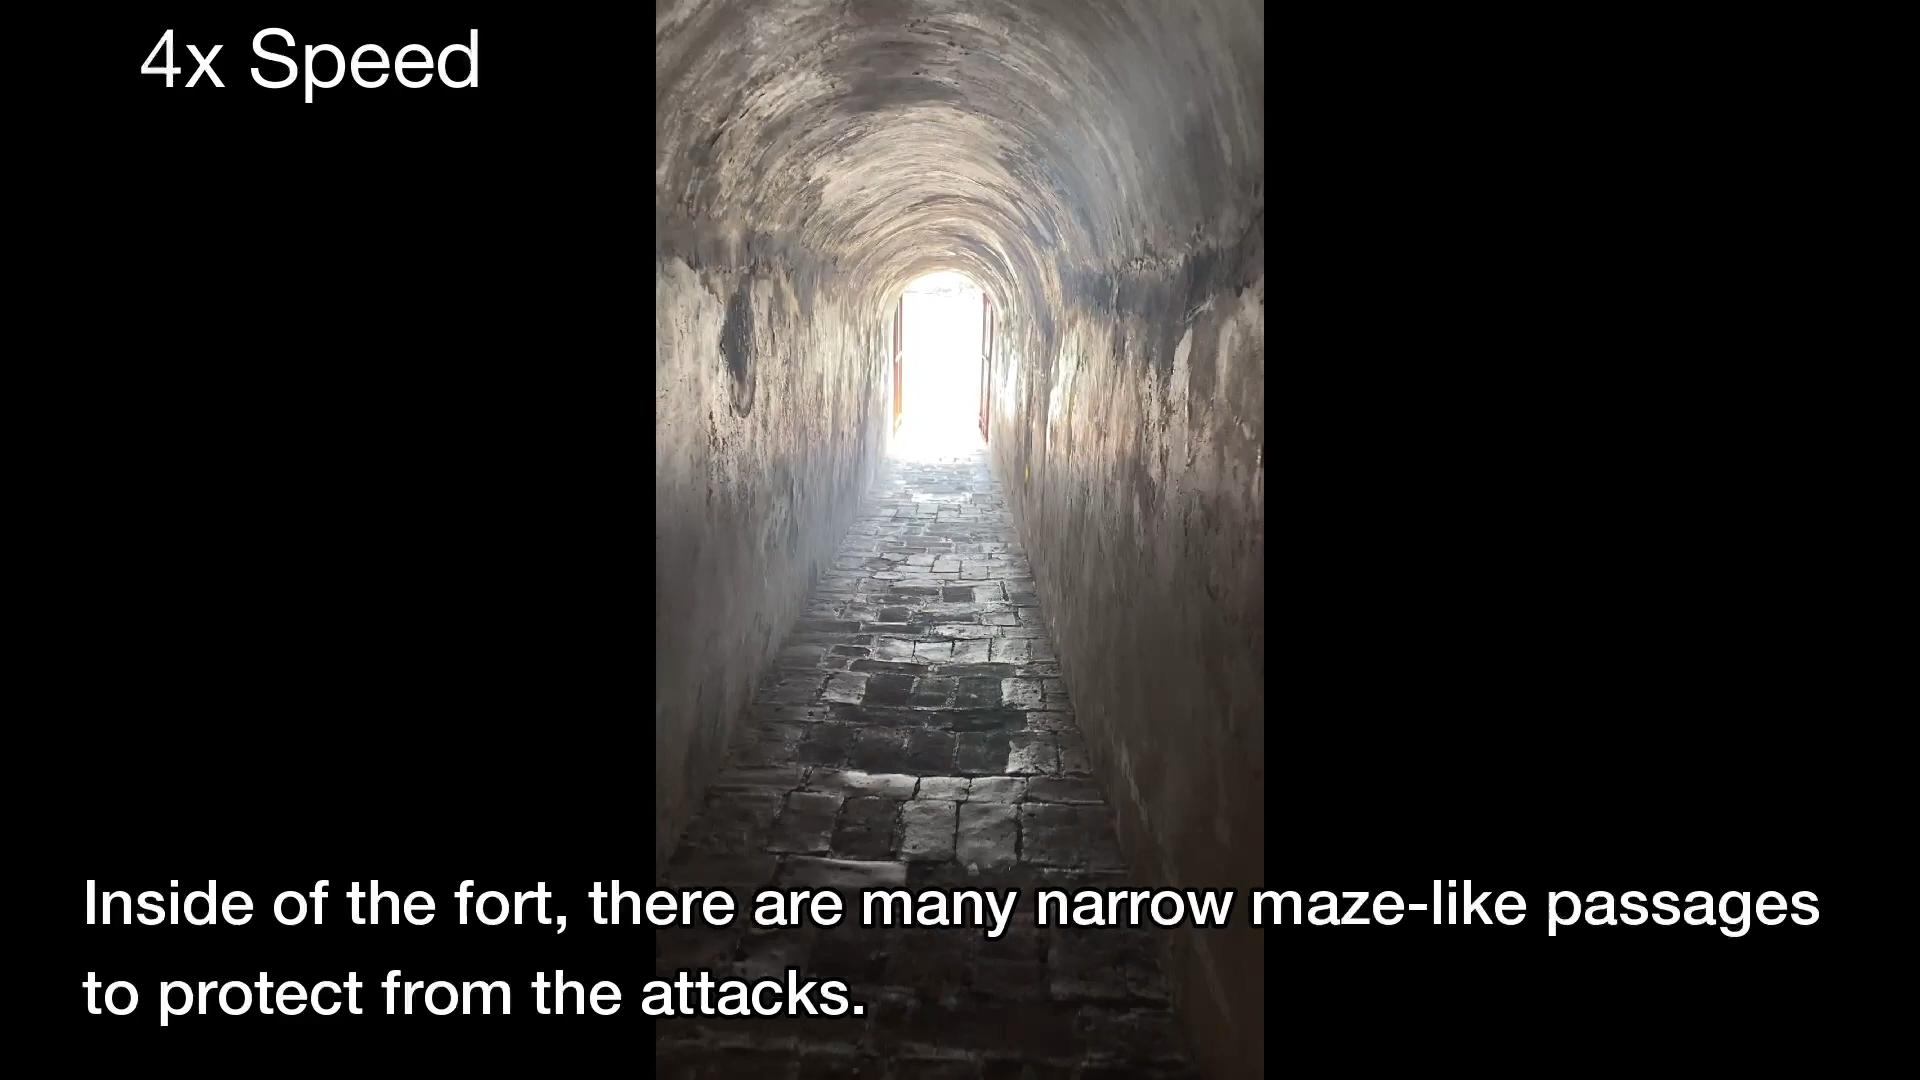 4x Speed
Inside of the fort, there are many narrow maze-like passages
to protect from the attacks.